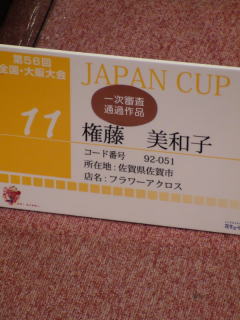 第56回
全国・大阪大会
JAPAN CUP
一次審査
通過作品
11
権藤 美和子
コード番号 92-051
所在地:佐賀県佐賀市
店名:フラワーアクロス